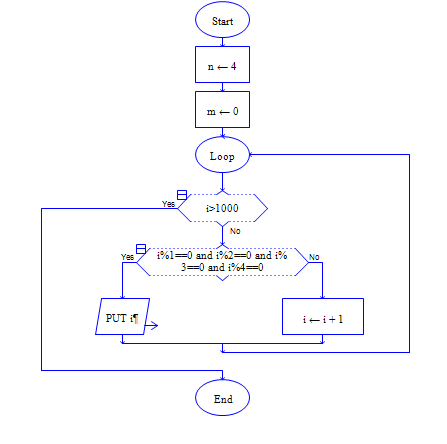 Start
n ← 4
m ← 0
Loop
Yes
i>1000
No
Yes
i%1==0 and i%2==0 and i%
3==0 and i%4==0
No
PUT i¶
i ← i + 1
End